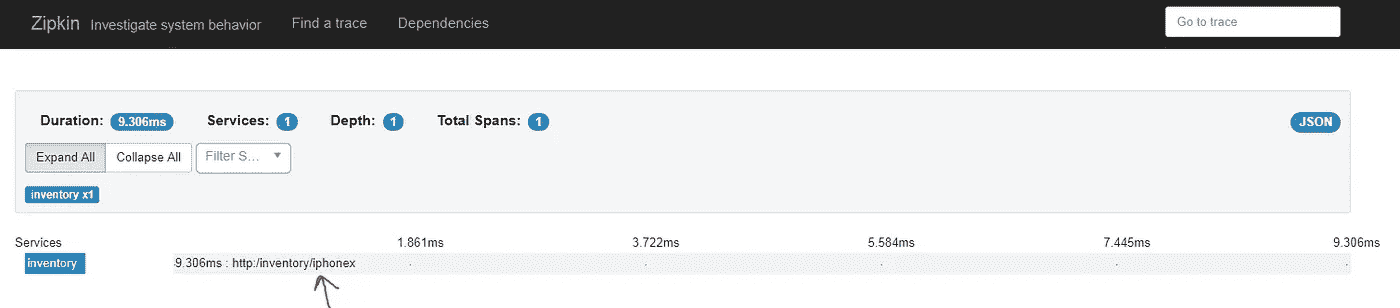 Zipkin Investigate system behavior Find a trace Dependencies Go to trace
Duration: 9.306ms Services: 1 Depth: 1 Total Spans: 1 JSON
Expand All Collapse All Filter S...
inventory x1
Services 1.861ms 3.722ms 5.584ms 7.445ms 9.306ms
inventory 9.306ms : http:/inventory/iphonex